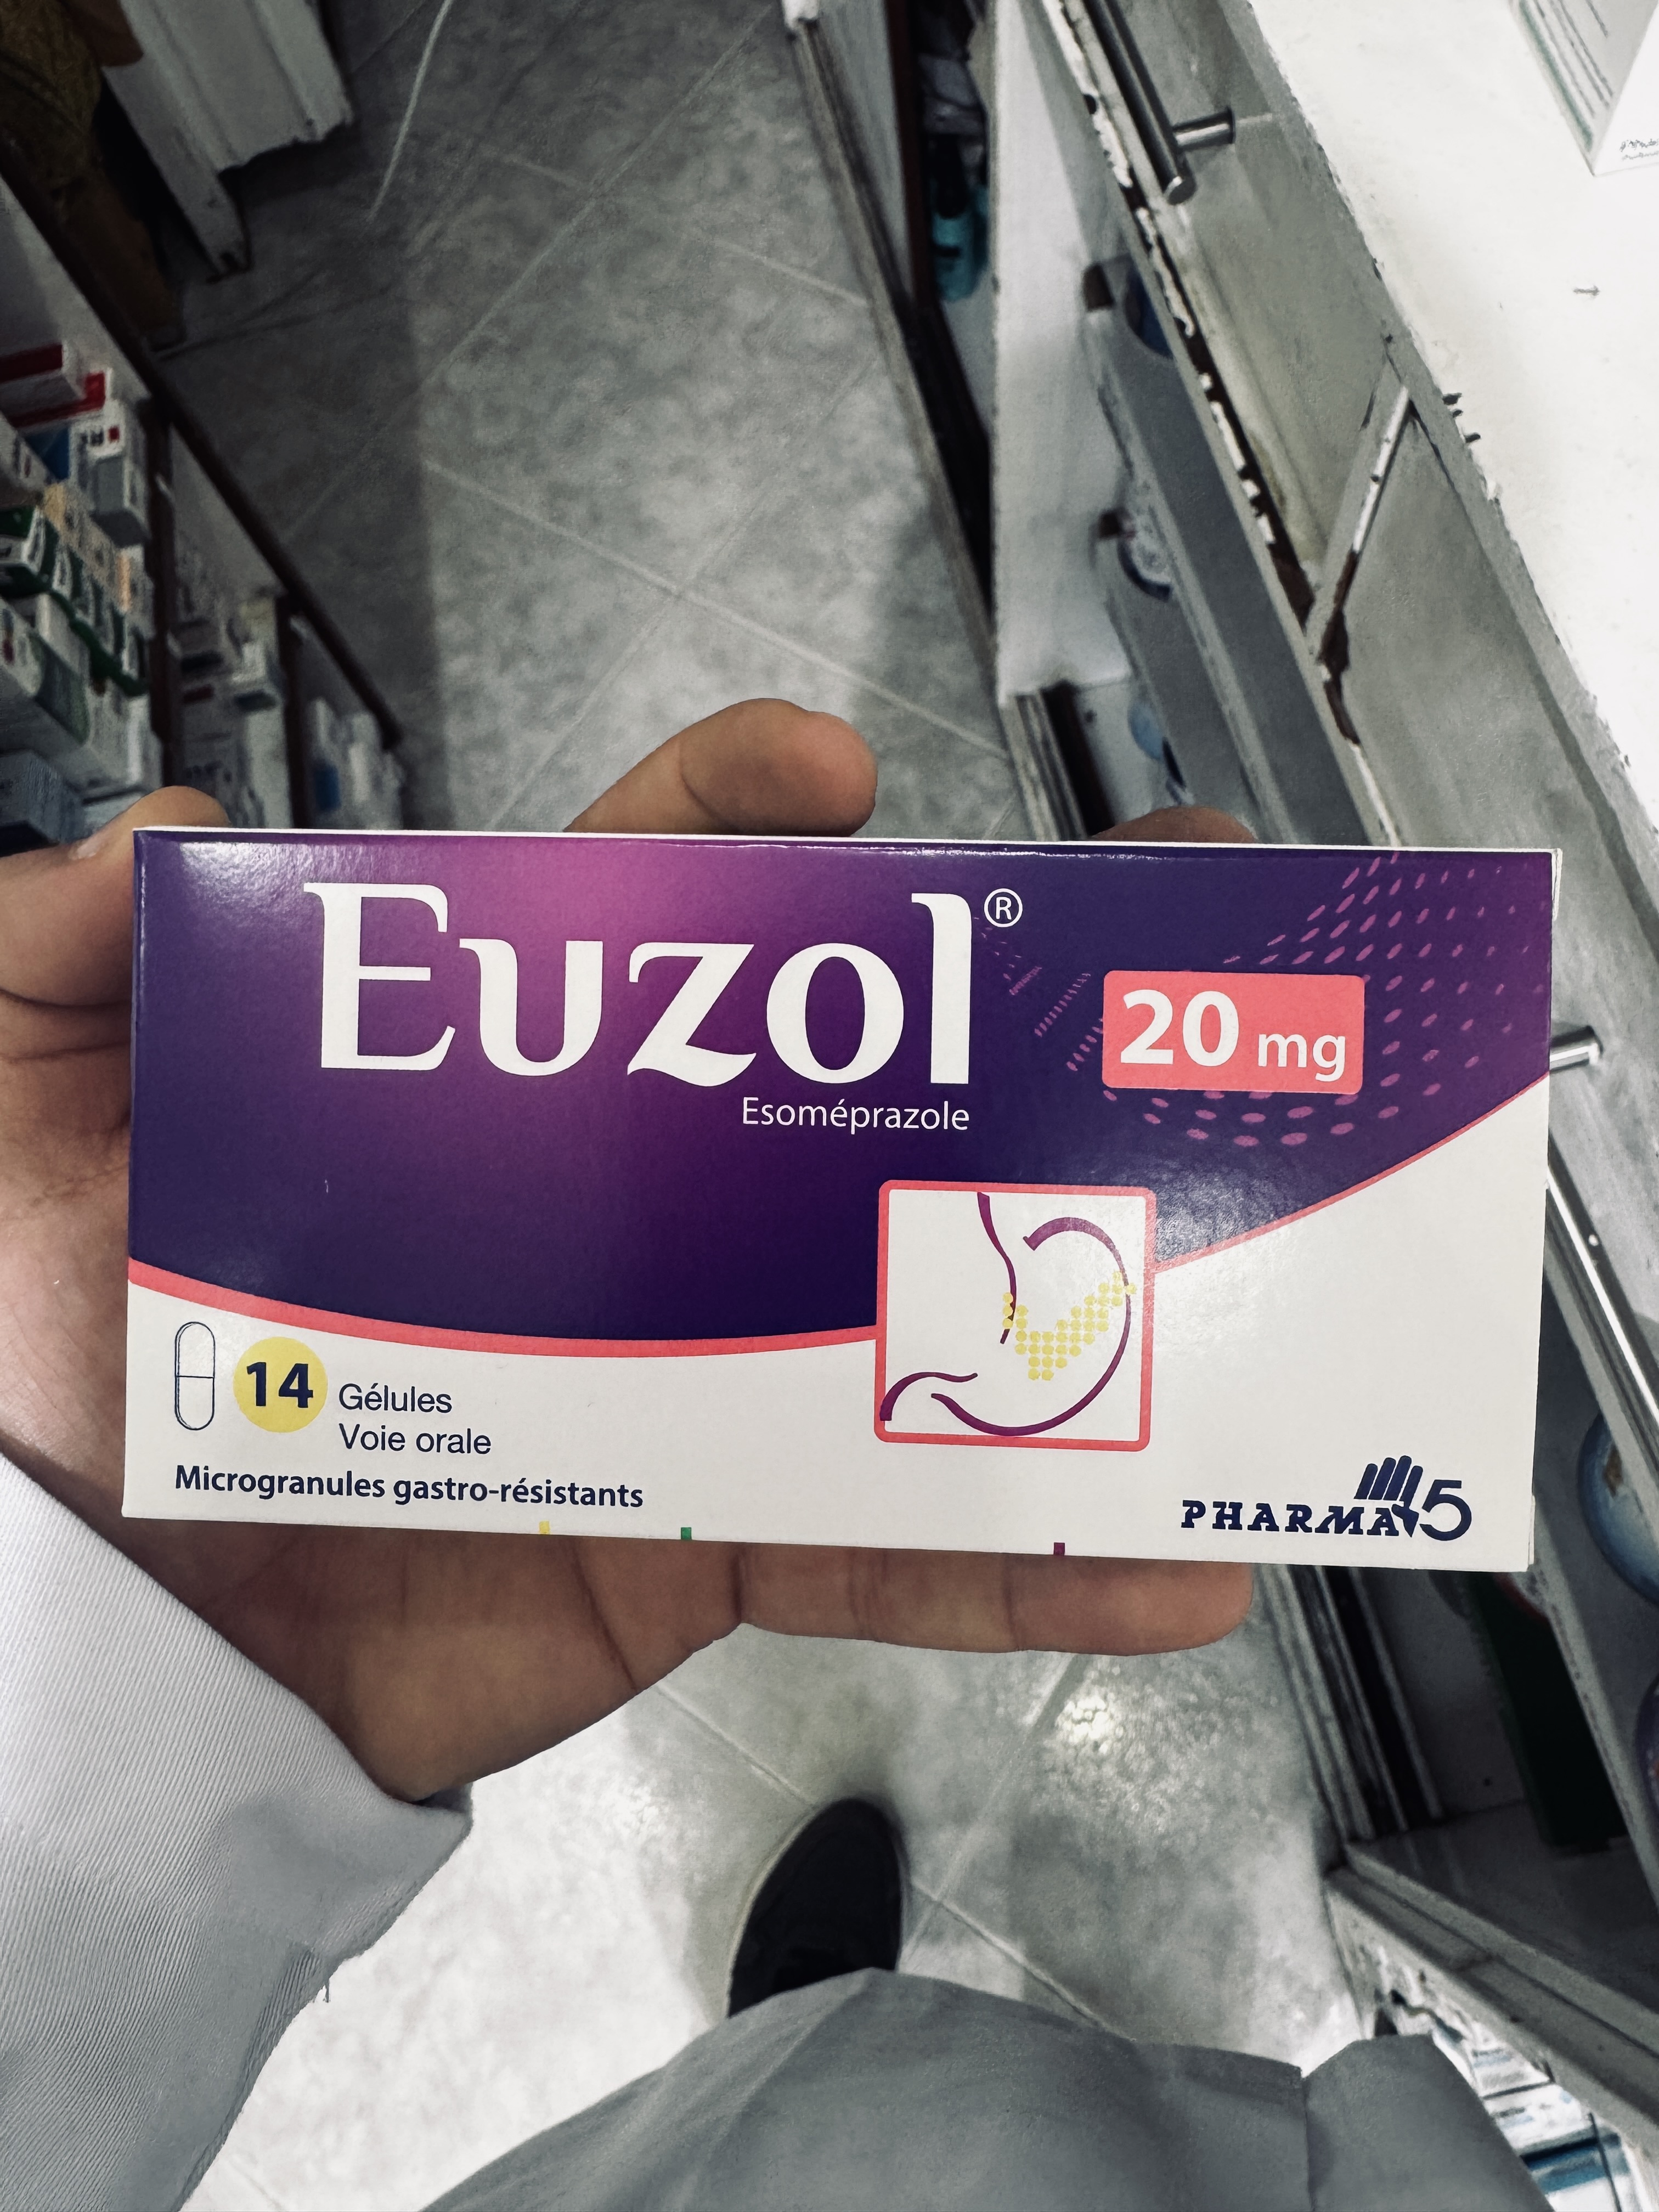 Euzol®
20 mg
Esoméprazole
14 Gélules
Voie orale
Microgranules gastro-résistants
PHARMA 5